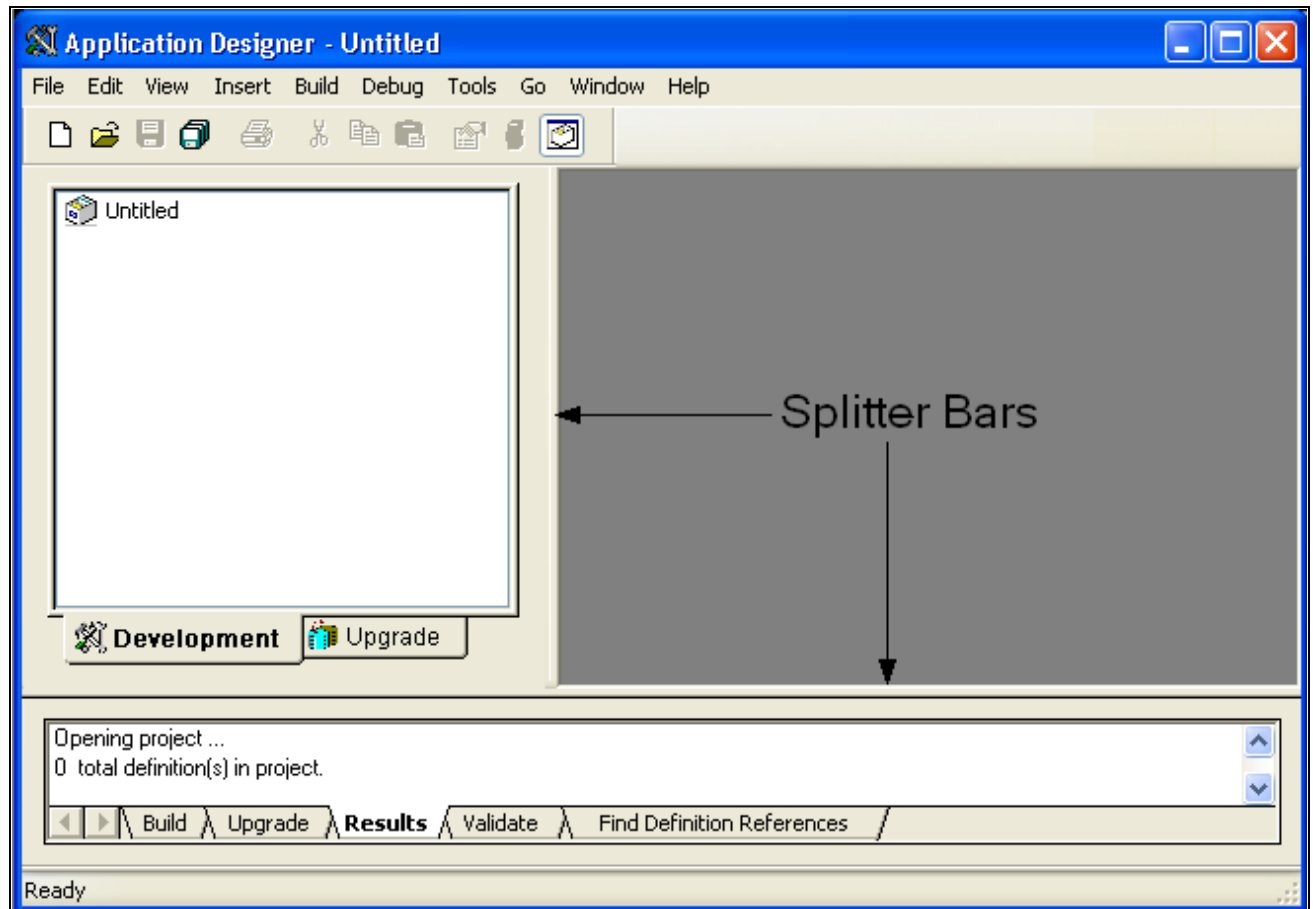 Application Designer - Untitled
File Edit View Insert Build Debug Tools Go Window Help
Untitled
Splitter Bars
Development Upgrade
Opening project ...
0 total definition(s) in project.
Build Upgrade Results Validate Find Definition References
Ready